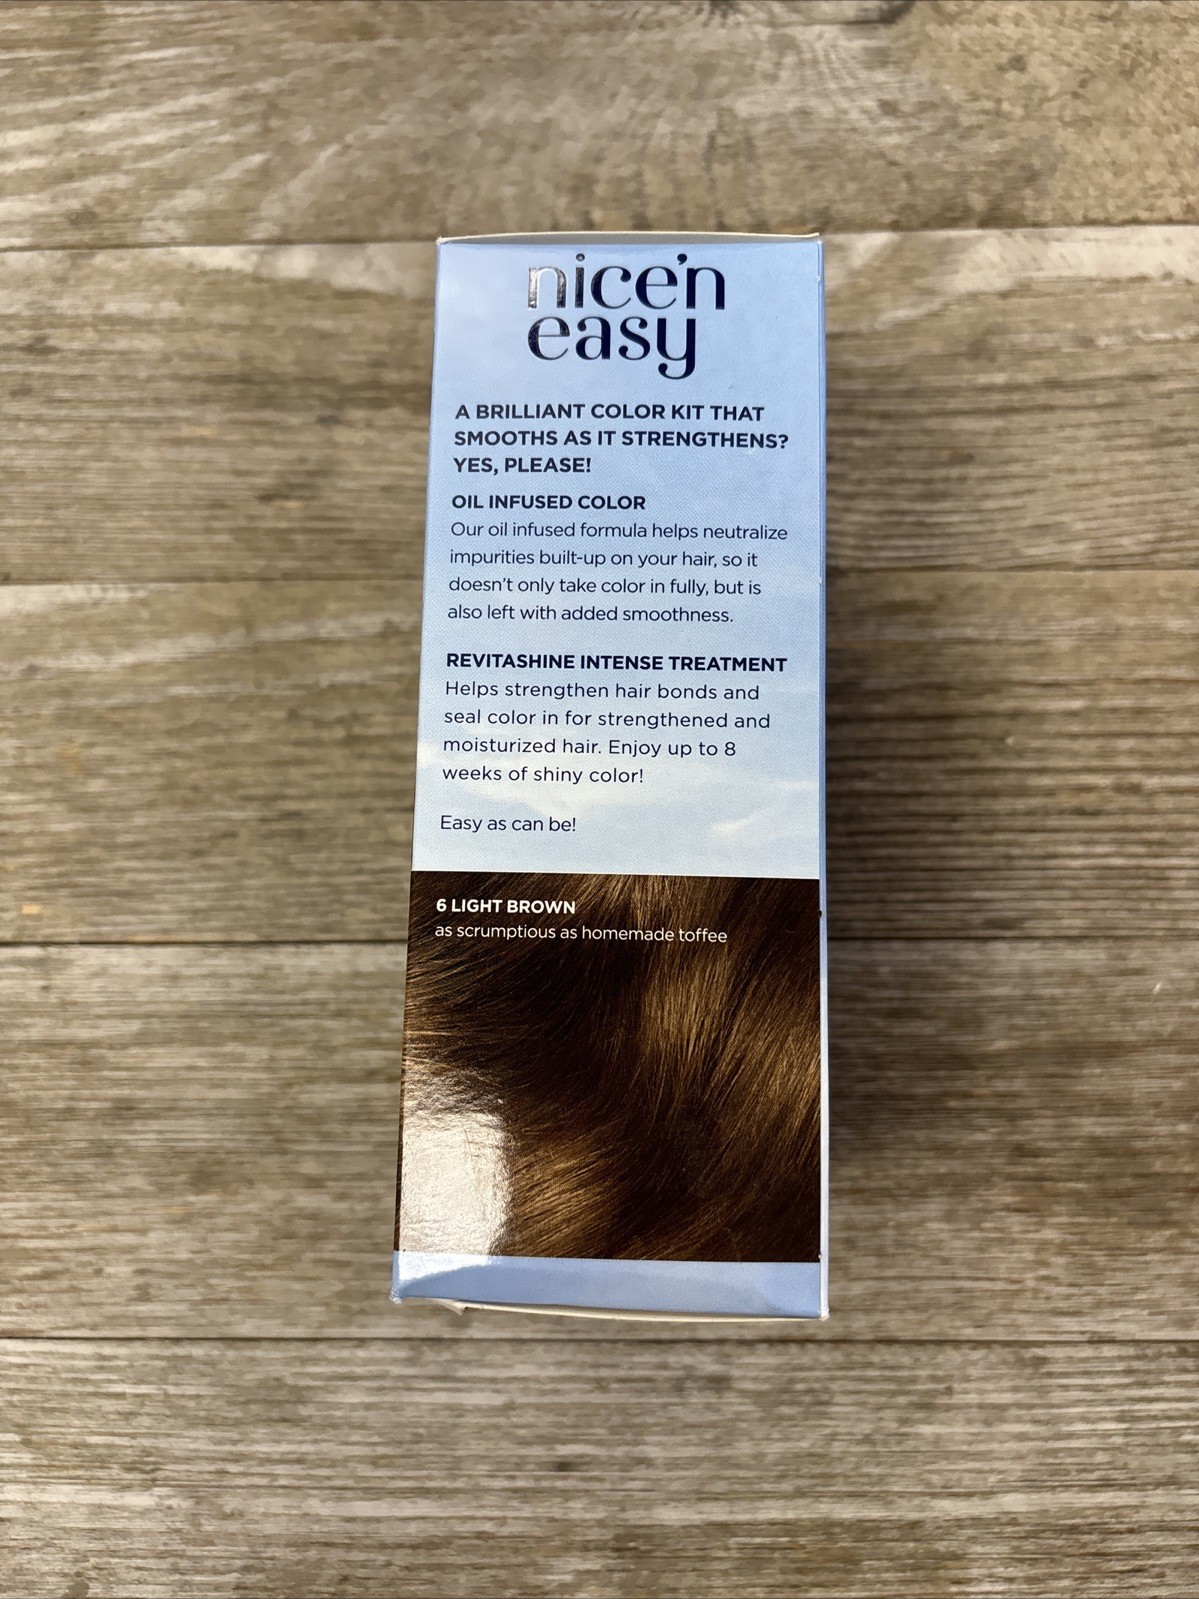 nice'n
easy
A BRILLIANT COLOR KIT THAT
SMOOTHS AS IT STRENGTHENS?
YES, PLEASE!
OIL INFUSED COLOR
Our oil infused formula helps neutralize
impurities built-up on your hair, so it
doesn't only take color in fully, but is
also left with added smoothness.
REVITASHINE INTENSE TREATMENT
Helps strengthen hair bonds and
seal color in for strengthened and
moisturized hair. Enjoy up to 8
weeks of shiny color!
Easy as can be!
6 LIGHT BROWN
as scrumptious as homemade toffee